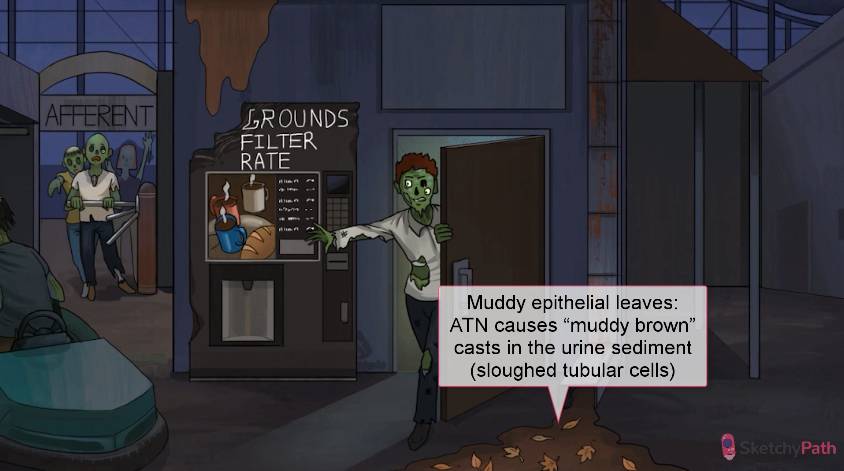 AFFERENT
GROUNDS
FILTER
RATE
Muddy epithelial leaves:
ATN causes “muddy brown”
casts in the urine sediment
(sloughed tubular cells)
SketchyPath